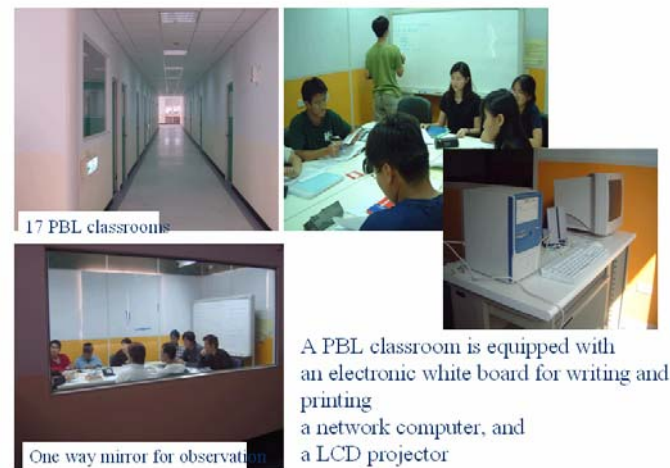 17 PBL classrooms
One way mirror for observation
A PBL classroom is equipped with
an electronic white board for writing and
printing
a network computer, and
a LCD projector